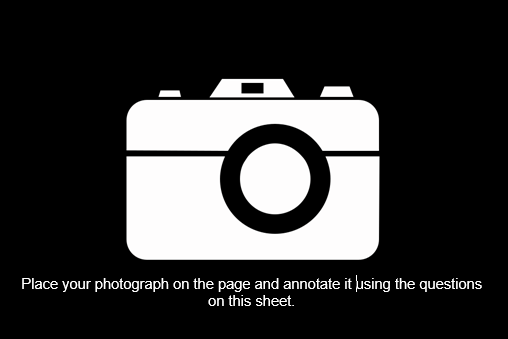 Place your photograph on the page and annotate it using the questions
on this sheet.